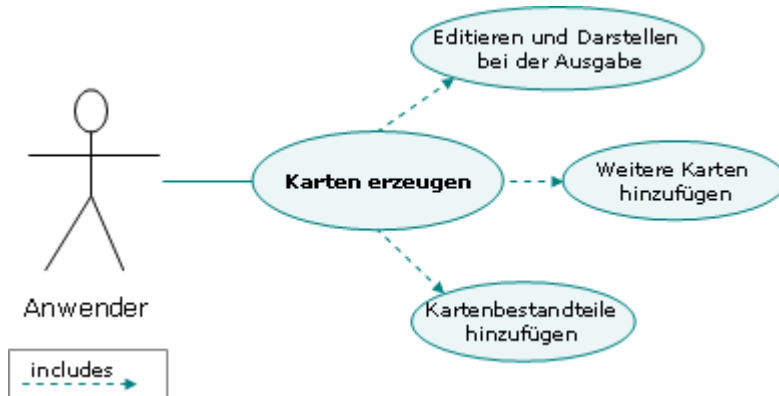 Editieren und Darstellen
bei der Ausgabe
Karten erzeugen
Weitere Karten
hinzufügen
Kartenbestandteile
hinzufügen
Anwender
includes